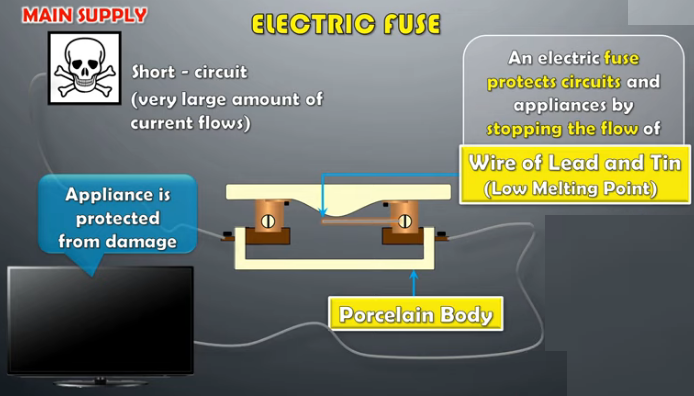 MAIN SUPPLY
ELECTRIC FUSE
Short - circuit
(very large amount of
current flows)
An electric fuse
protects circuits and
appliances by
stopping the flow of
Wire of Lead and Tin
(Low Melting Point)
Appliance is
protected
from damage
Porcelain Body